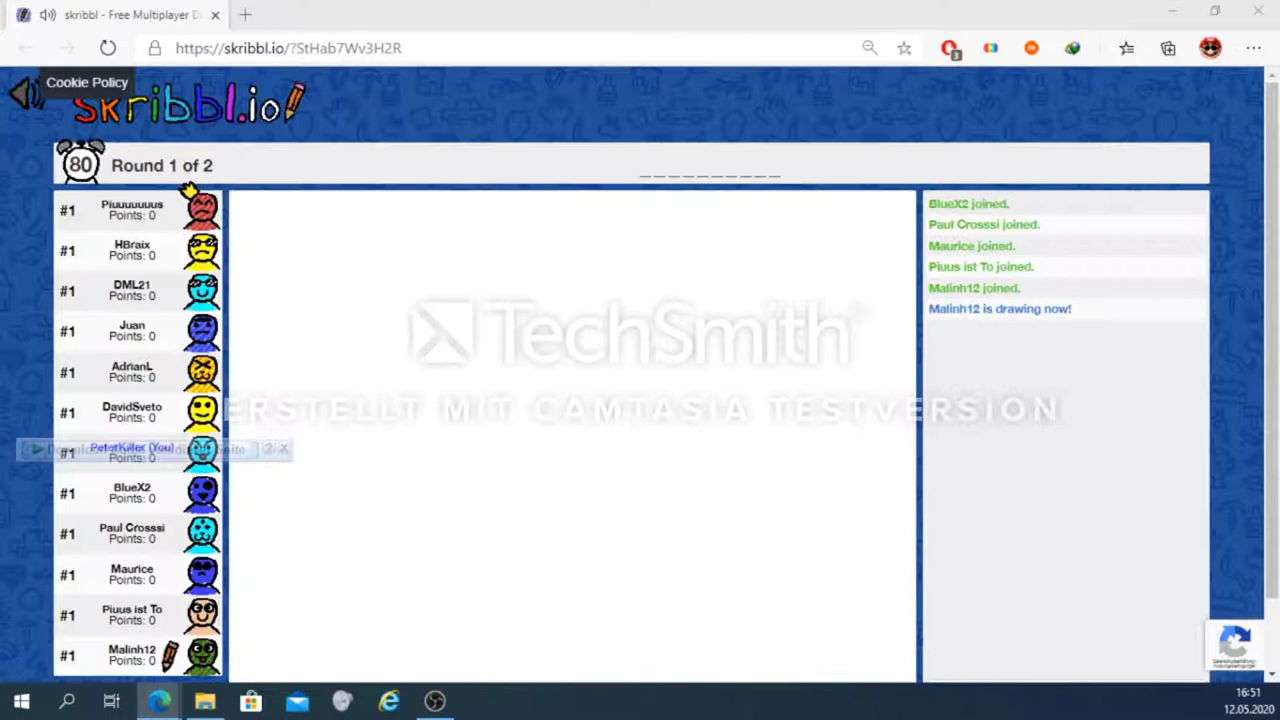 skribbl - Free Multiplayer D
https://skribbl.io/?StHab7Wv3H2R
3
Cookie Policy
skribbl.io
80
Round 1 of 2
__________
#1 Piuuuuuuus
Points: 0
#1 HBraix
Points: 0
#1 DML21
Points: 0
#1 Juan
Points: 0
#1 AdrianL
Points: 0
#1 DavidSveto
Points: 0
#1 PeterKiller (You)
Points: 0
#1 BlueX2
Points: 0
#1 Paul Crosssi
Points: 0
#1 Maurice
Points: 0
#1 Piuus ist To
Points: 0
#1 Malinh12
Points: 0
BlueX2 joined.
Paul Crosssi joined.
Maurice joined.
Piuus ist To joined.
Malinh12 joined.
Malinh12 is drawing now!
TechSmith
ERSTELLT MIT CAMTASIA TESTVERSION
16:51
12.05.2020